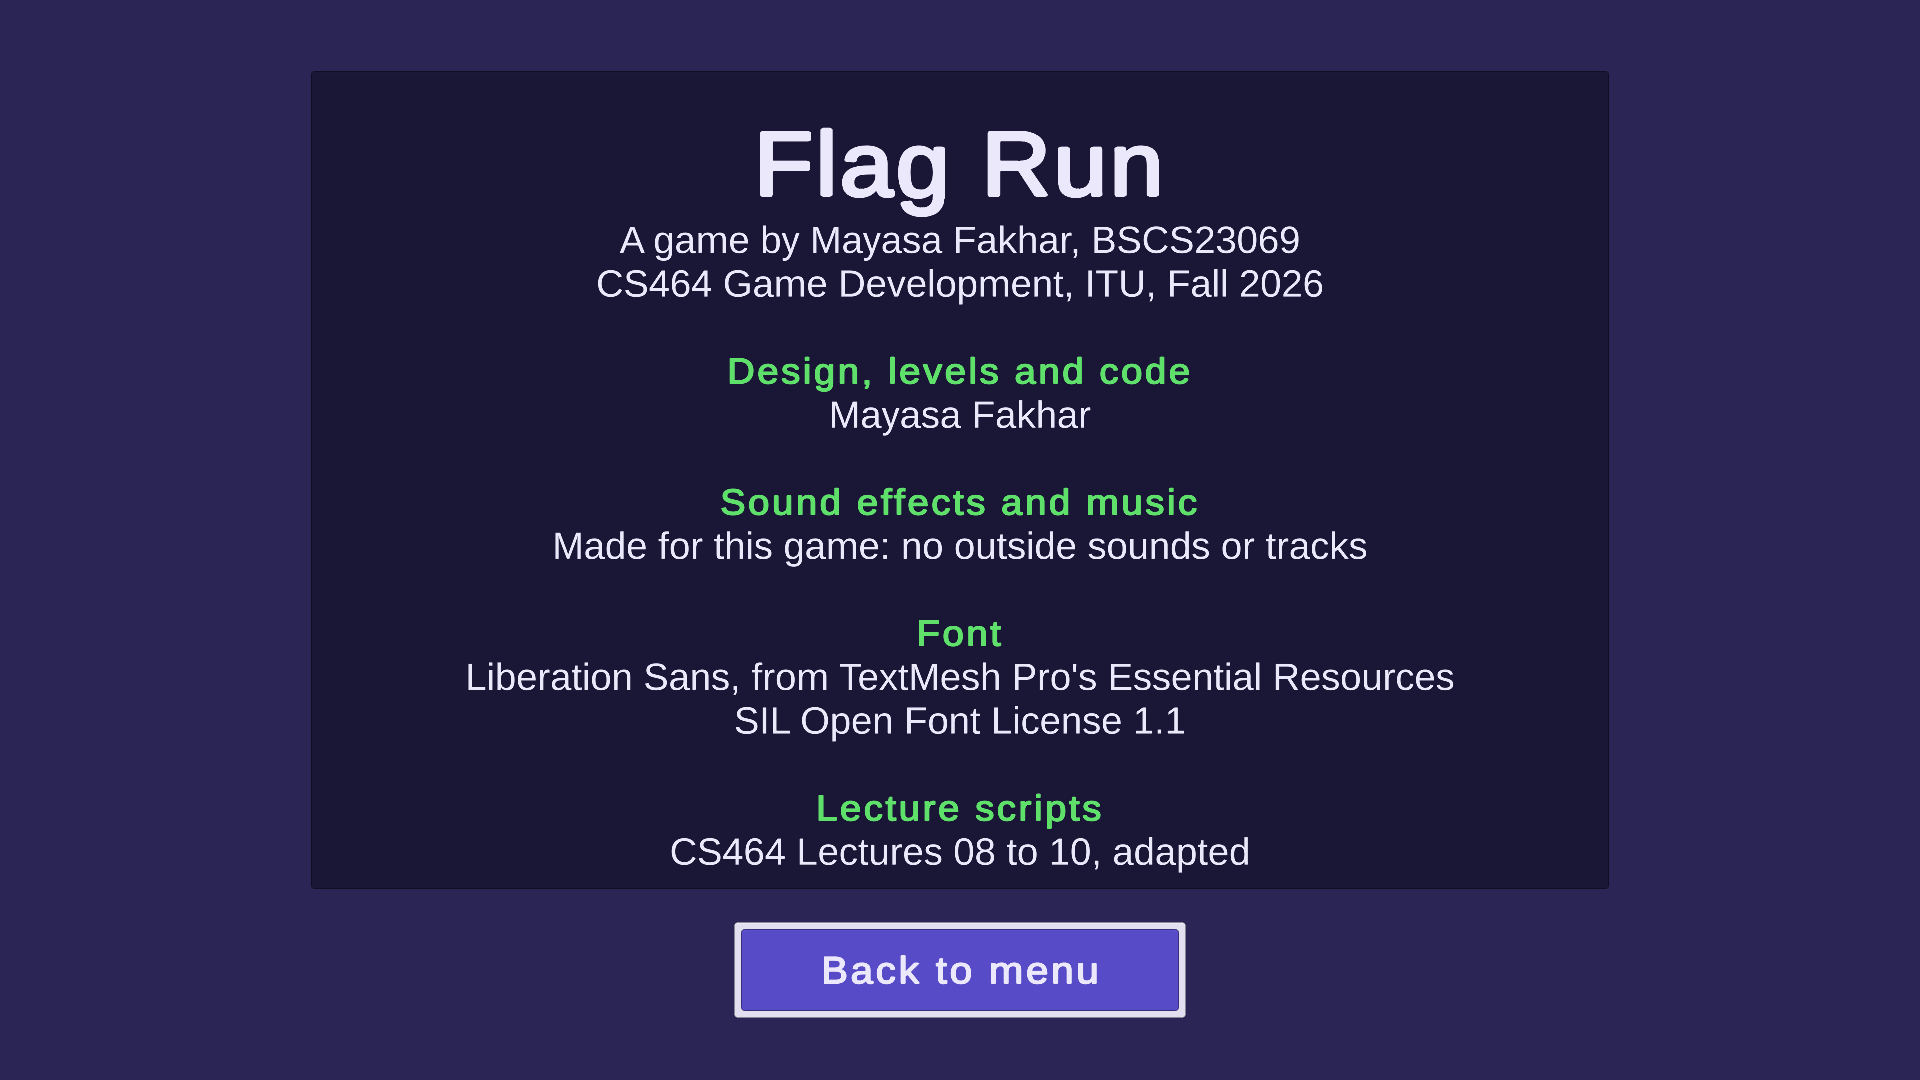 Flag Run
A game by Mayasa Fakhar, BSCS23069
CS464 Game Development, ITU, Fall 2026
Design, levels and code
Mayasa Fakhar
Sound effects and music
Made for this game: no outside sounds or tracks
Font
Liberation Sans, from TextMesh Pro's Essential Resources
SIL Open Font License 1.1
Lecture scripts
CS464 Lectures 08 to 10, adapted
Back to menu